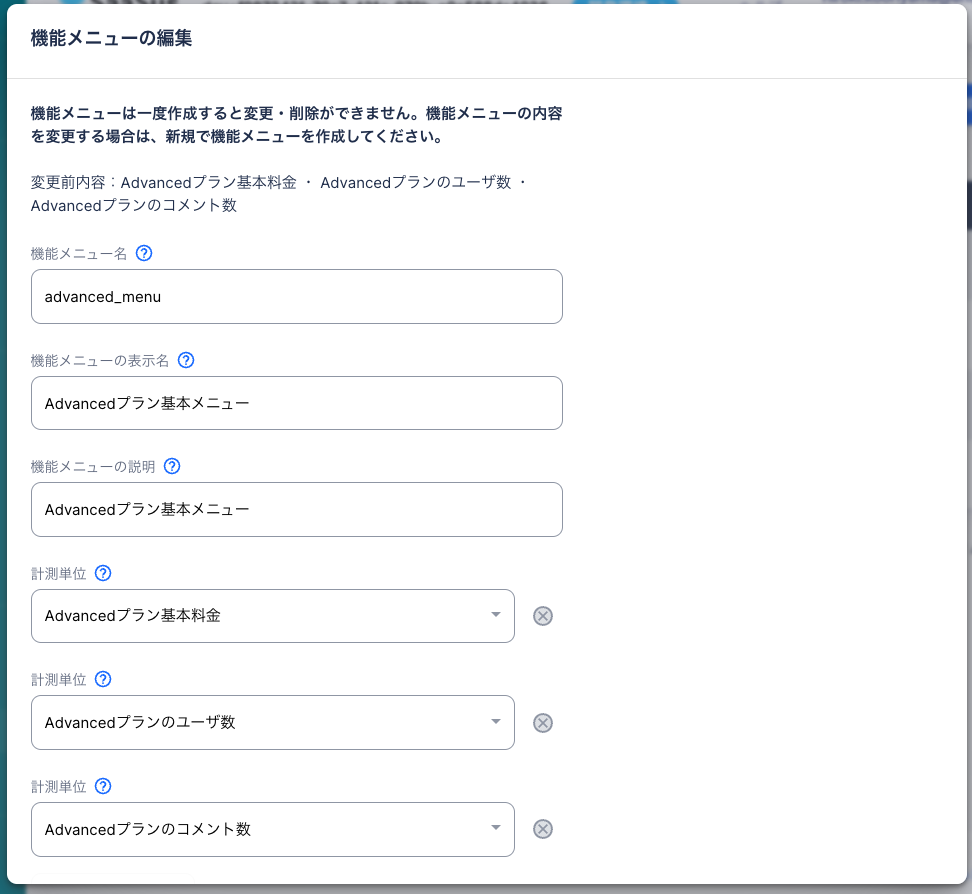 機能メニューの編集
機能メニューは一度作成すると変更・削除ができません。機能メニューの内容
を変更する場合は、新規で機能メニューを作成してください。
変更前内容：Advancedプラン基本料金 ・ Advancedプランのユーザ数 ・
Advancedプランのコメント数
機能メニュー名 ?
advanced_menu
機能メニューの表示名 ?
Advancedプラン基本メニュー
機能メニューの説明 ?
Advancedプラン基本メニュー
計測単位 ?
Advancedプラン基本料金
計測単位 ?
Advancedプランのユーザ数
計測単位 ?
Advancedプランのコメント数